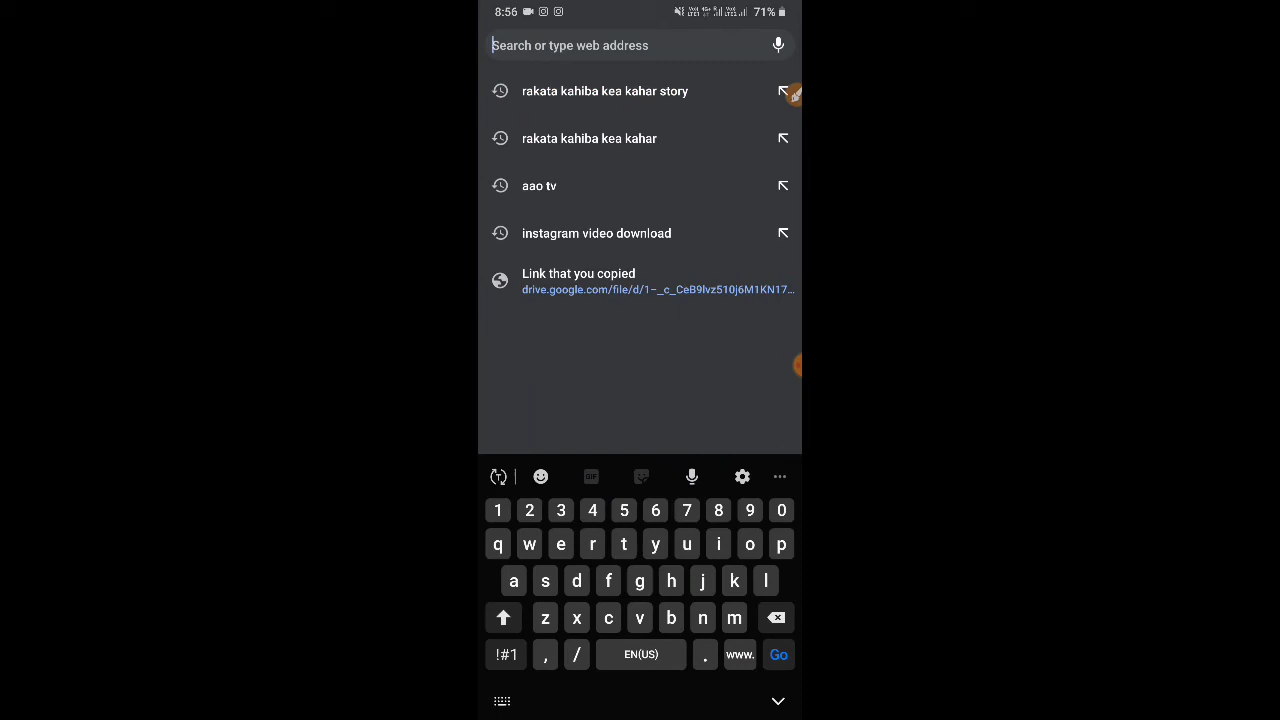 8:56 71%
Search or type web address
rakata kahiba kea kahar story
rakata kahiba kea kahar
aao tv
instagram video download
Link that you copied
drive.google.com/file/d/1-_c_CeB9lvz510j6M1KN17...
GIF
1 2 3 4 5 6 7 8 9 0
q w e r t y u i o p
a s d f g h j k l
z x c v b n m
!#1 , / EN(US) . www. Go